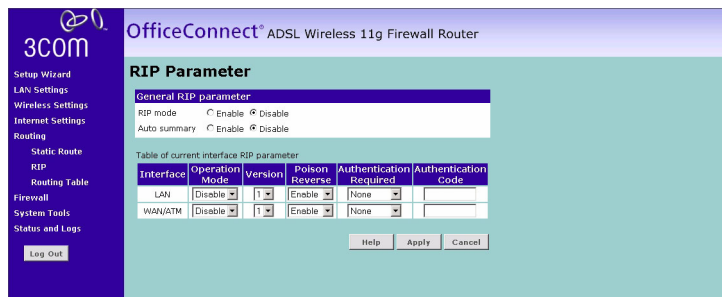 3COM
OfficeConnect® ADSL Wireless 11g Firewall Router
Setup Wizard
LAN Settings
Wireless Settings
Internet Settings
Routing
Static Route
RIP
Routing Table
Firewall
System Tools
Status and Logs
Log Out
RIP Parameter
General RIP parameter
RIP mode Enable Disable
Auto summary Enable Disable
Table of current interface RIP parameter
Interface Operation Mode Version Poison Reverse Authentication Required Authentication Code
LAN Disable 1 Enable None
WAN/ATM Disable 1 Enable None
Help Apply Cancel